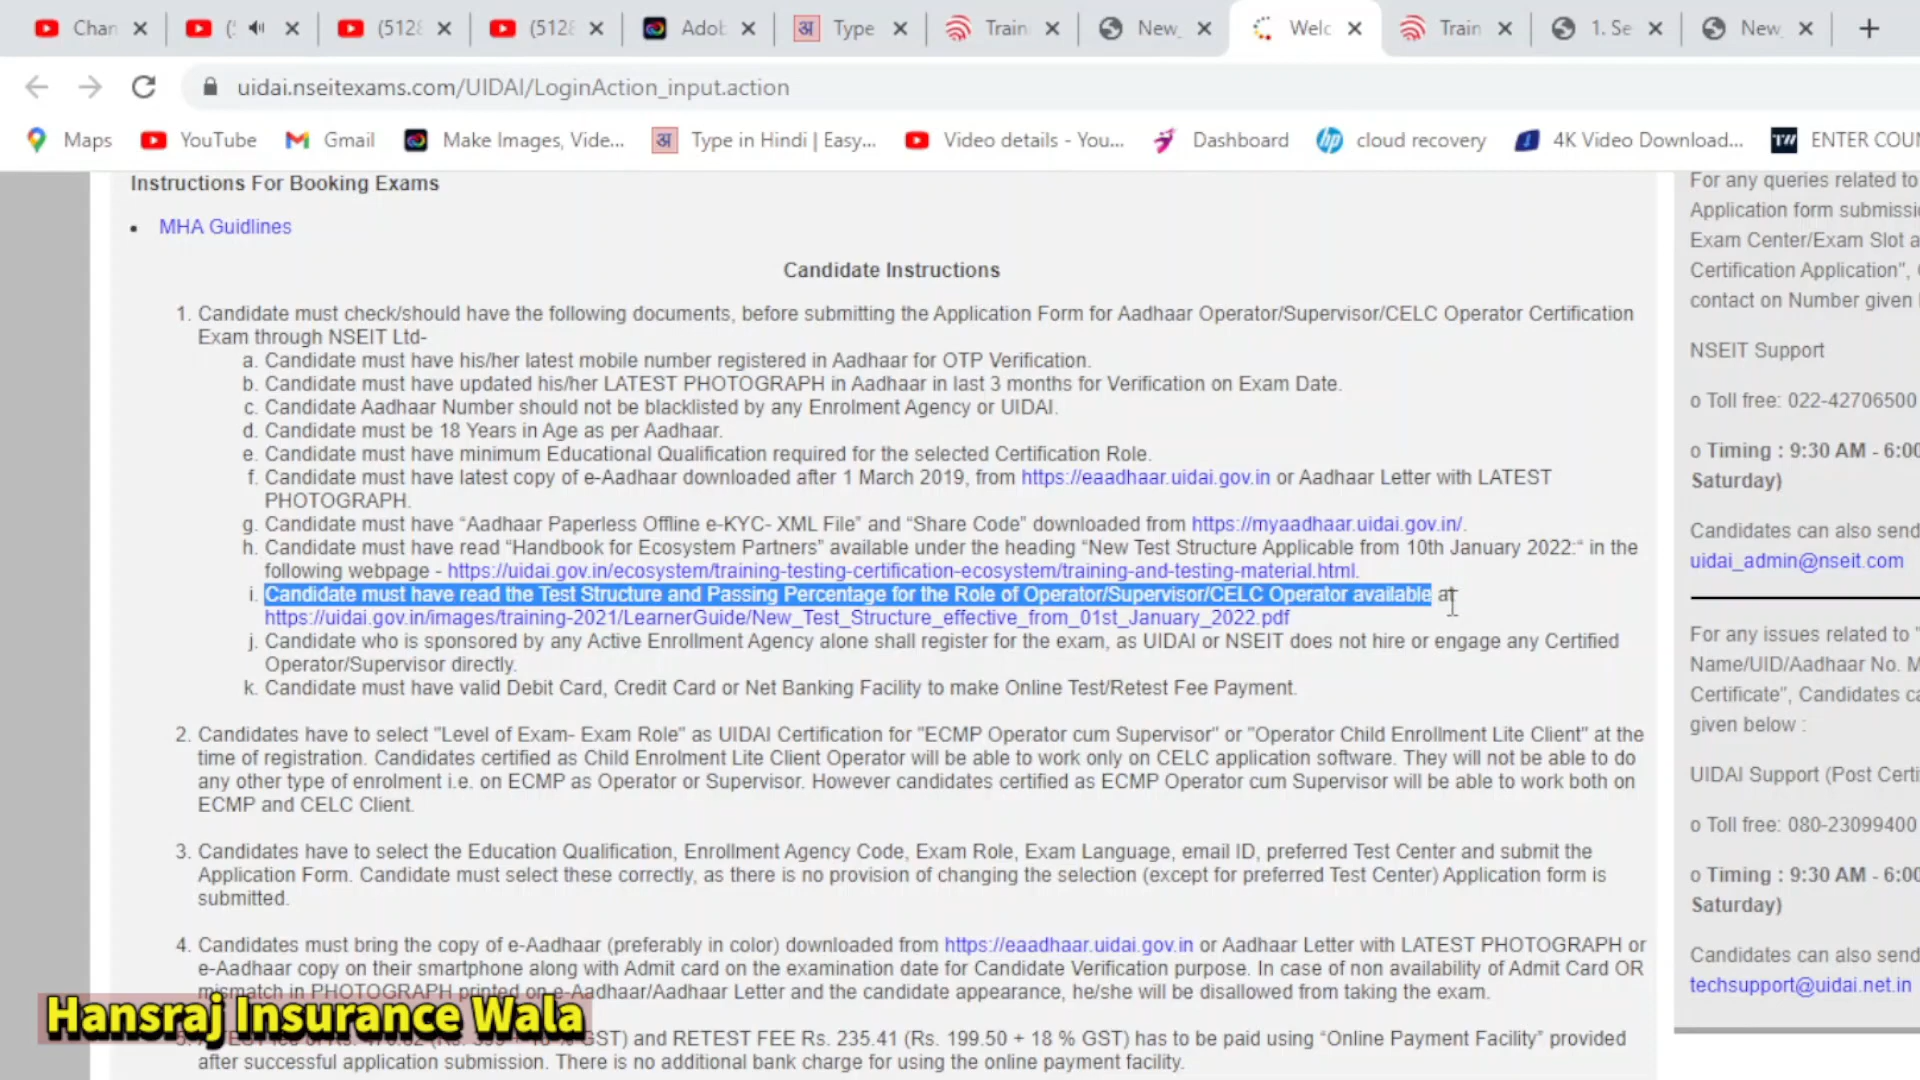 Chan
(5
(512
(512
Adob
Type
Train
New_
Welc
Train
1. Se
New_
uidai.nseitexams.com/UIDAI/LoginAction_input.action
Maps
YouTube
Gmail
Make Images, Vide...
Type in Hindi | Easy...
Video details - You...
Dashboard
cloud recovery
4K Video Download...
ENTER COUN
Instructions For Booking Exams
MHA Guidlines
Candidate Instructions
1. Candidate must check/should have the following documents, before submitting the Application Form for Aadhaar Operator/Supervisor/CELC Operator Certification
Exam through NSEIT Ltd-
a. Candidate must have his/her latest mobile number registered in Aadhaar for OTP Verification.
b. Candidate must have updated his/her LATEST PHOTOGRAPH in Aadhaar in last 3 months for Verification on Exam Date.
c. Candidate Aadhaar Number should not be blacklisted by any Enrolment Agency or UIDAI.
d. Candidate must be 18 Years in Age as per Aadhaar.
e. Candidate must have minimum Educational Qualification required for the selected Certification Role.
f. Candidate must have latest copy of e-Aadhaar downloaded after 1 March 2019, from https://eaadhaar.uidai.gov.in or Aadhaar Letter with LATEST
PHOTOGRAPH.
g. Candidate must have “Aadhaar Paperless Offline e-KYC- XML File” and “Share Code” downloaded from https://myaadhaar.uidai.gov.in/.
h. Candidate must have read “Handbook for Ecosystem Partners” available under the heading “New Test Structure Applicable from 10th January 2022:“ in the
following webpage - https://uidai.gov.in/ecosystem/training-testing-certification-ecosystem/training-and-testing-material.html.
i. Candidate must have read the Test Structure and Passing Percentage for the Role of Operator/Supervisor/CELC Operator available at
https://uidai.gov.in/images/training-2021/LearnerGuide/New_Test_Structure_effective_from_01st_January_2022.pdf
j. Candidate who is sponsored by any Active Enrollment Agency alone shall register for the exam, as UIDAI or NSEIT does not hire or engage any Certified
Operator/Supervisor directly.
k. Candidate must have valid Debit Card, Credit Card or Net Banking Facility to make Online Test/Retest Fee Payment.
2. Candidates have to select "Level of Exam- Exam Role" as UIDAI Certification for "ECMP Operator cum Supervisor" or "Operator Child Enrollment Lite Client" at the
time of registration. Candidates certified as Child Enrolment Lite Client Operator will be able to work only on CELC application software. They will not be able to do
any other type of enrolment i.e. on ECMP as Operator or Supervisor. However candidates certified as ECMP Operator cum Supervisor will be able to work both on
ECMP and CELC Client.
3. Candidates have to select the Education Qualification, Enrollment Agency Code, Exam Role, Exam Language, email ID, preferred Test Center and submit the
Application Form. Candidate must select these correctly, as there is no provision of changing the selection (except for preferred Test Center) Application form is
submitted.
4. Candidates must bring the copy of e-Aadhaar (preferably in color) downloaded from https://eaadhaar.uidai.gov.in or Aadhaar Letter with LATEST PHOTOGRAPH or
e-Aadhaar copy on their smartphone along with Admit card on the examination date for Candidate Verification purpose. In case of non availability of Admit Card OR
mismatch in PHOTOGRAPH printed on e-Aadhaar/Aadhaar Letter and the candidate appearance, he/she will be disallowed from taking the exam.
GST) and RETEST FEE Rs. 235.41 (Rs. 199.50 + 18 % GST) has to be paid using “Online Payment Facility” provided
after successful application submission. There is no additional bank charge for using the online payment facility.
Hansraj Insurance Wala
For any queries related to
Application form submissi
Exam Center/Exam Slot a
Certification Application",
contact on Number given
NSEIT Support
o Toll free: 022-42706500
o Timing : 9:30 AM - 6:00
Saturday)
Candidates can also send
uidai_admin@nseit.com
For any issues related to "
Name/UID/Aadhaar No. M
Certificate", Candidates ca
given below :
UIDAI Support (Post Certi
o Toll free: 080-23099400
o Timing : 9:30 AM - 6:00
Saturday)
Candidates can also send
techsupport@uidai.net.in